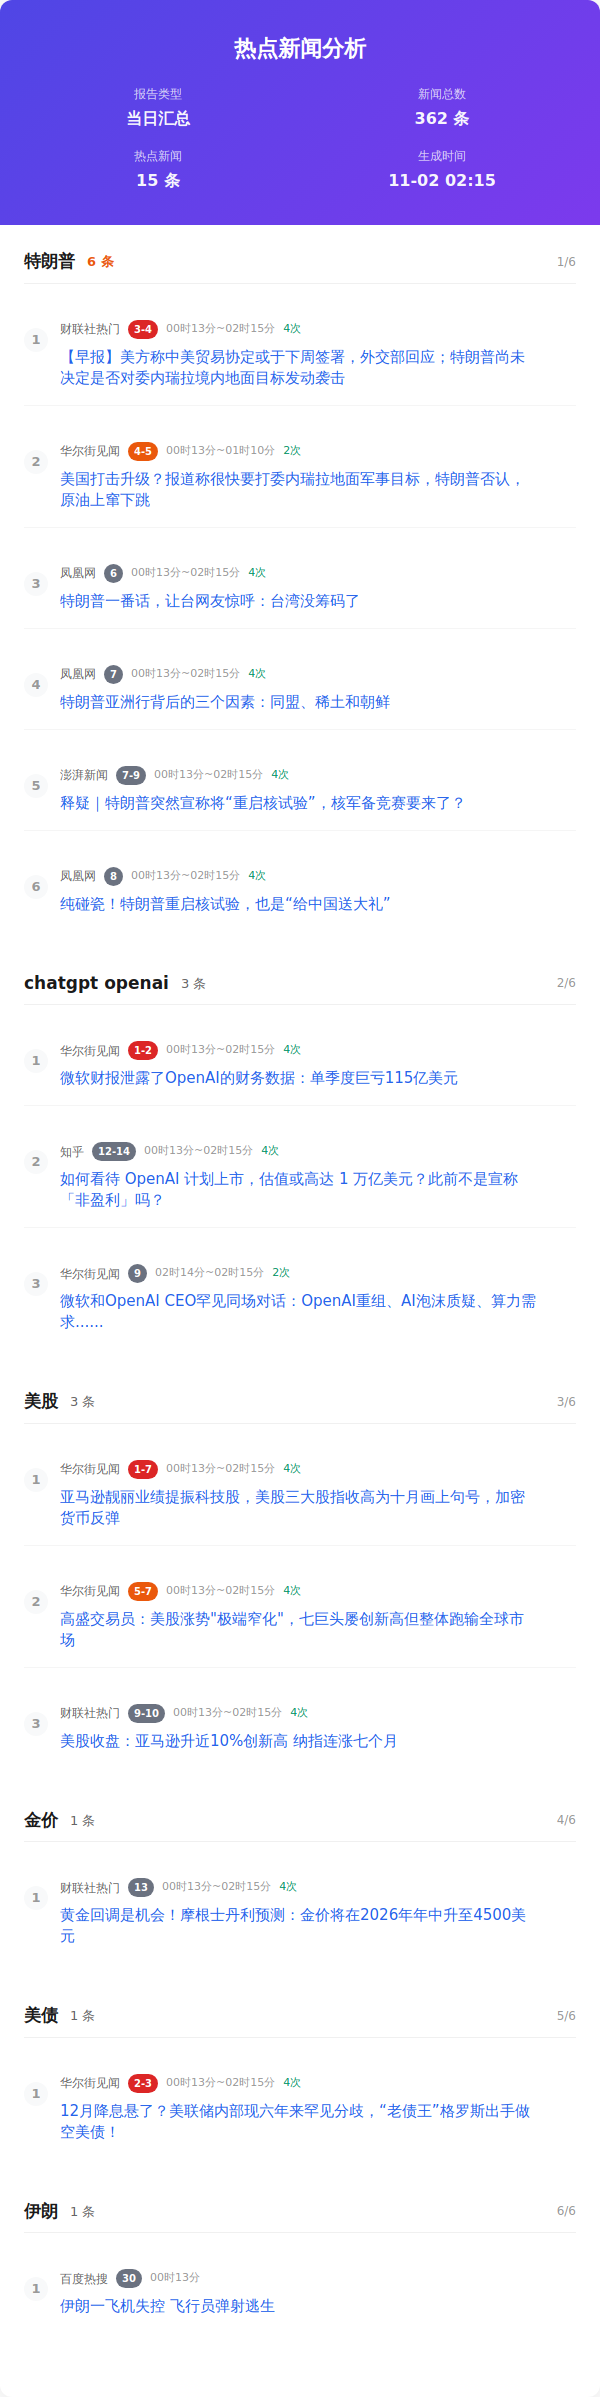 热点新闻分析
报告类型
新闻总数
当日汇总
362 条
热点新闻
生成时间
15 条
11-02 02:15
特朗普 6 条 1/6
1 财联社热门 3-4 00时13分~02时15分 4次
【早报】美方称中美贸易协定或于下周签署，外交部回应；特朗普尚未
决定是否对委内瑞拉境内地面目标发动袭击
2 华尔街见闻 4-5 00时13分~01时10分 2次
美国打击升级？报道称很快要打委内瑞拉地面军事目标，特朗普否认，
原油上窜下跳
3 凤凰网 6 00时13分~02时15分 4次
特朗普一番话，让台网友惊呼：台湾没筹码了
4 凤凰网 7 00时13分~02时15分 4次
特朗普亚洲行背后的三个因素：同盟、稀土和朝鲜
5 澎湃新闻 7-9 00时13分~02时15分 4次
释疑｜特朗普突然宣称将“重启核试验”，核军备竞赛要来了？
6 凤凰网 8 00时13分~02时15分 4次
纯碰瓷！特朗普重启核试验，也是“给中国送大礼”
chatgpt openai 3 条 2/6
1 华尔街见闻 1-2 00时13分~02时15分 4次
微软财报泄露了OpenAI的财务数据：单季度巨亏115亿美元
2 知乎 12-14 00时13分~02时15分 4次
如何看待 OpenAI 计划上市，估值或高达 1 万亿美元？此前不是宣称
「非盈利」吗？
3 华尔街见闻 9 02时14分~02时15分 2次
微软和OpenAI CEO罕见同场对话：OpenAI重组、AI泡沫质疑、算力需
求......
美股 3 条 3/6
1 华尔街见闻 1-7 00时13分~02时15分 4次
亚马逊靓丽业绩提振科技股，美股三大股指收高为十月画上句号，加密
货币反弹
2 华尔街见闻 5-7 00时13分~02时15分 4次
高盛交易员：美股涨势"极端窄化"，七巨头屡创新高但整体跑输全球市
场
3 财联社热门 9-10 00时13分~02时15分 4次
美股收盘：亚马逊升近10%创新高 纳指连涨七个月
金价 1 条 4/6
1 财联社热门 13 00时13分~02时15分 4次
黄金回调是机会！摩根士丹利预测：金价将在2026年年中升至4500美
元
美债 1 条 5/6
1 华尔街见闻 2-3 00时13分~02时15分 4次
12月降息悬了？美联储内部现六年来罕见分歧，“老债王”格罗斯出手做
空美债！
伊朗 1 条 6/6
1 百度热搜 30 00时13分
伊朗一飞机失控 飞行员弹射逃生